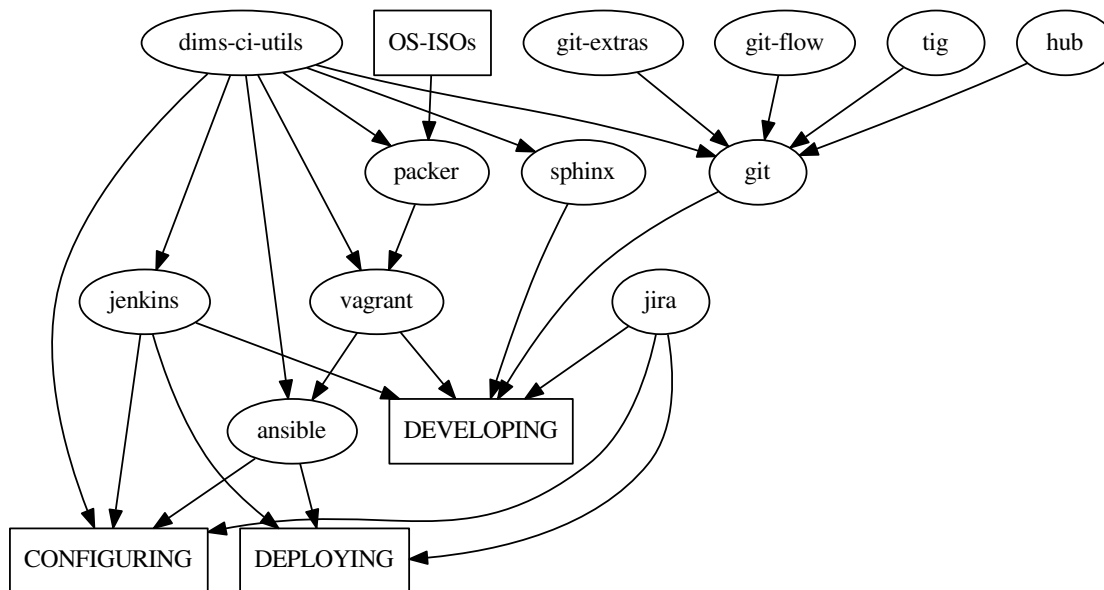 dims-ci-utils
OS-ISOs
git-extras
git-flow
tig
hub
packer
sphinx
git
jenkins
vagrant
jira
ansible
DEVELOPING
CONFIGURING
DEPLOYING